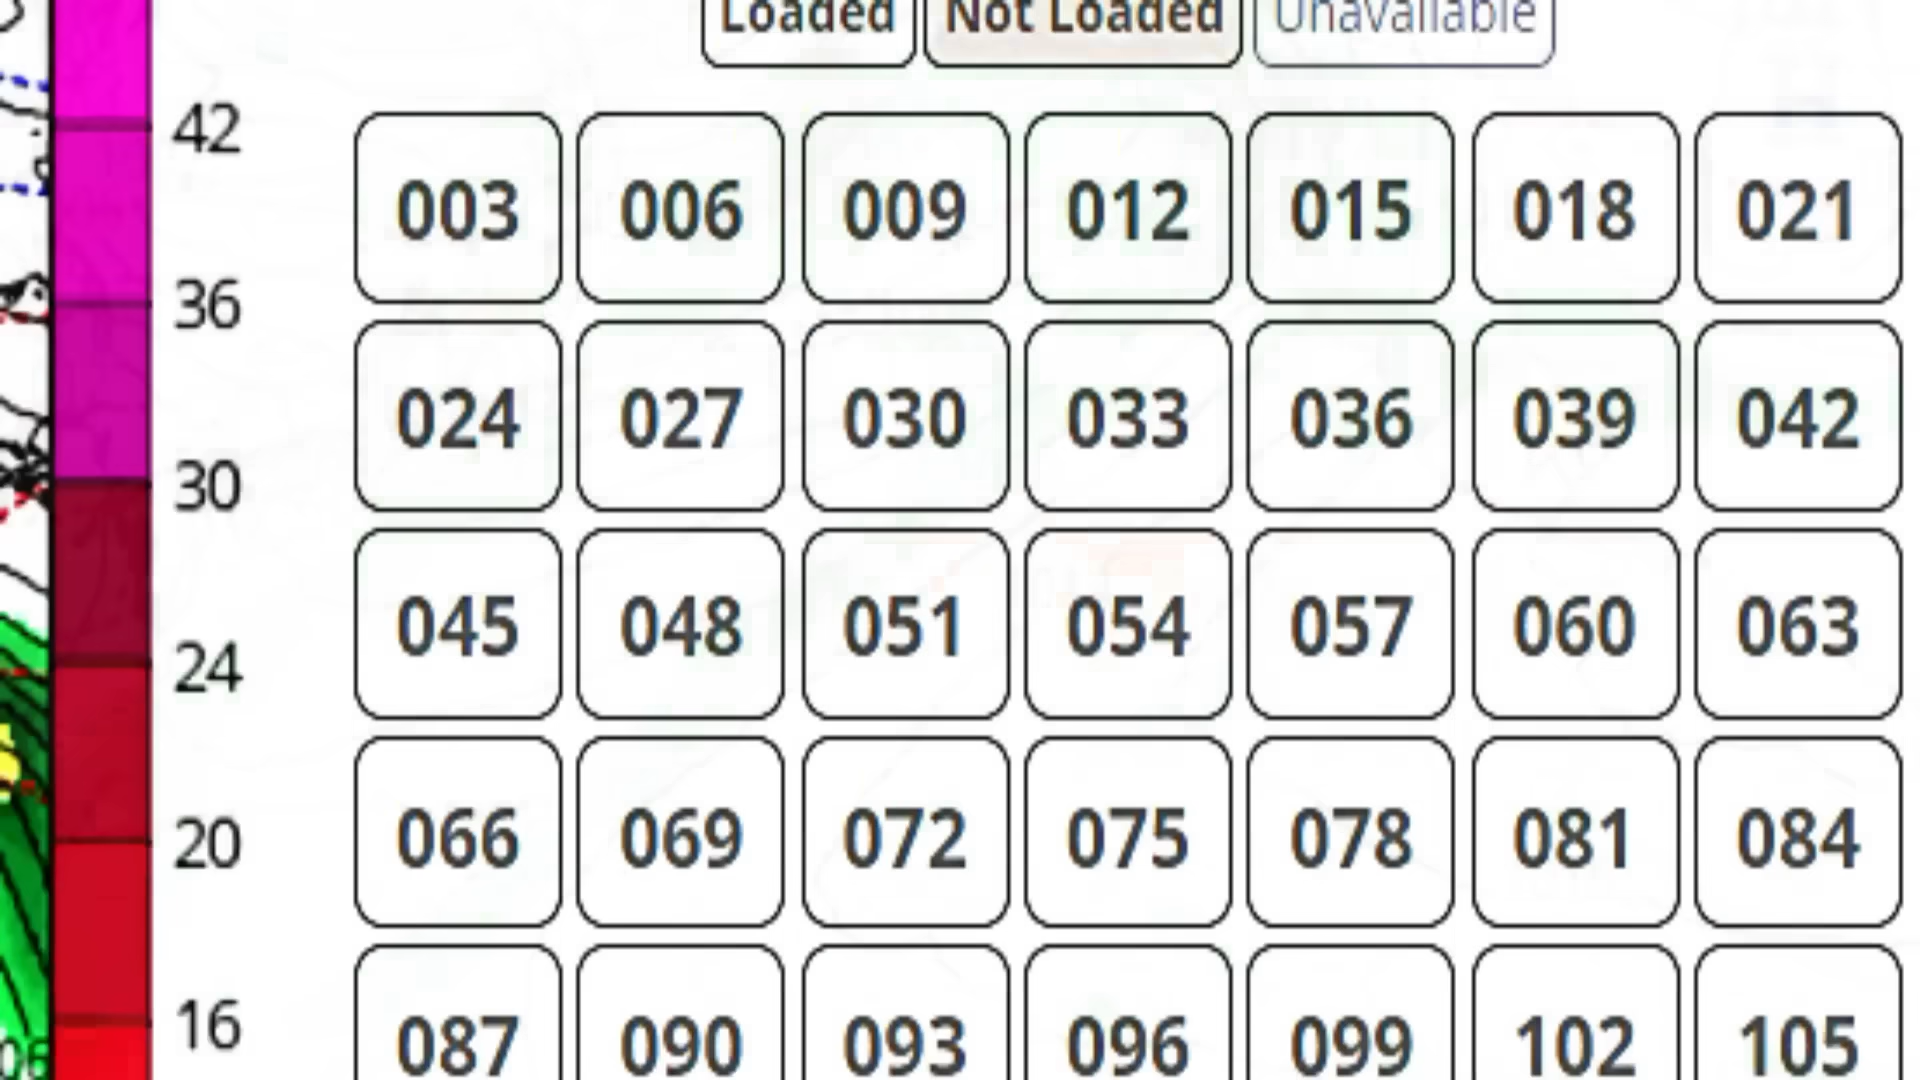 Loaded Not Loaded Unavailable
42
003 006 009 012 015 018 021
36
024 027 030 033 036 039 042
30
045 048 051 054 057 060 063
24
066 069 072 075 078 081 084
20
087 090 093 096 099 102 105
16